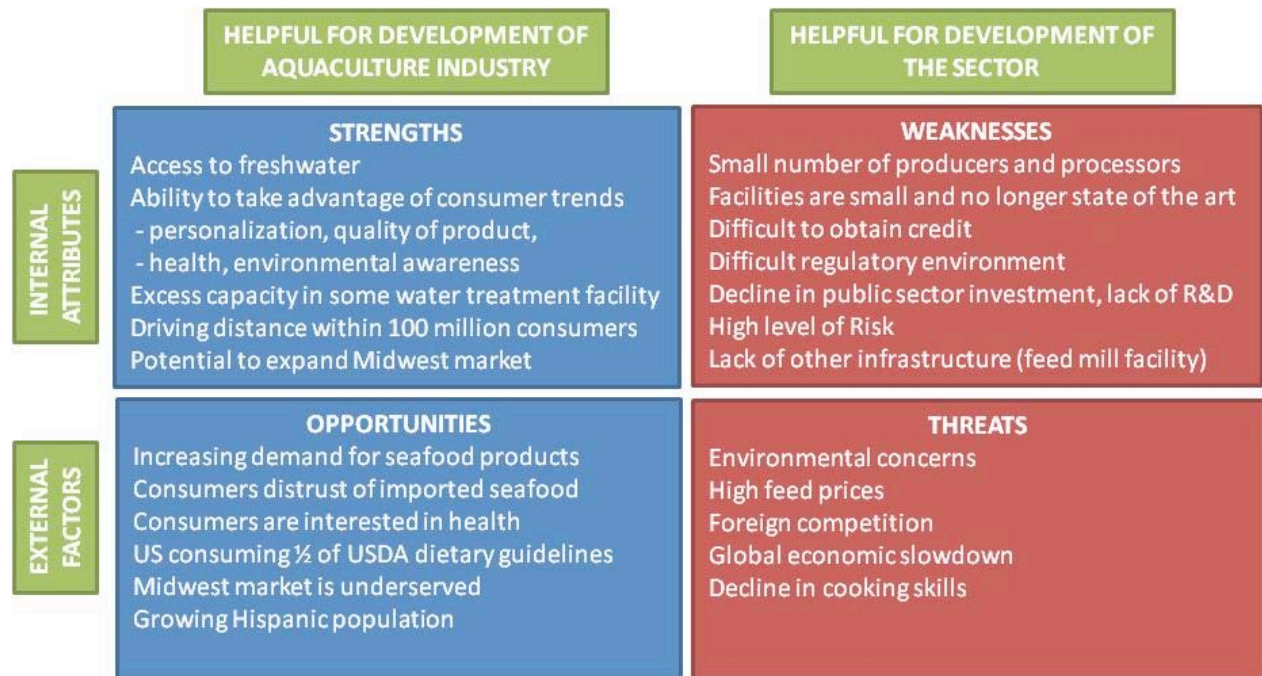 HELPFUL FOR DEVELOPMENT OF
AQUACULTURE INDUSTRY
HELPFUL FOR DEVELOPMENT OF
THE SECTOR
INTERNAL
ATTRIBUTES
STRENGTHS
Access to freshwater
Ability to take advantage of consumer trends
- personalization, quality of product,
- health, environmental awareness
Excess capacity in some water treatment facility
Driving distance within 100 million consumers
Potential to expand Midwest market
WEAKNESSES
Small number of producers and processors
Facilities are small and no longer state of the art
Difficult to obtain credit
Difficult regulatory environment
Decline in public sector investment, lack of R&D
High level of Risk
Lack of other infrastructure (feed mill facility)
EXTERNAL
FACTORS
OPPORTUNITIES
Increasing demand for seafood products
Consumers distrust of imported seafood
Consumers are interested in health
US consuming ½ of USDA dietary guidelines
Midwest market is underserved
Growing Hispanic population
THREATS
Environmental concerns
High feed prices
Foreign competition
Global economic slowdown
Decline in cooking skills